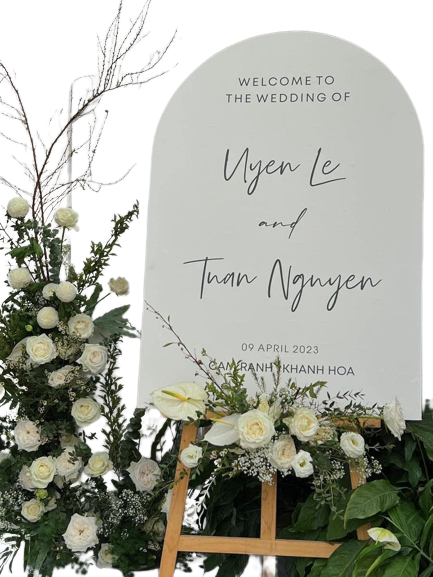 WELCOME TO
THE WEDDING OF
Uyen Le
and
Tuan Nguyen
09 APRIL 2023
CAM RANH, KHANH HOA